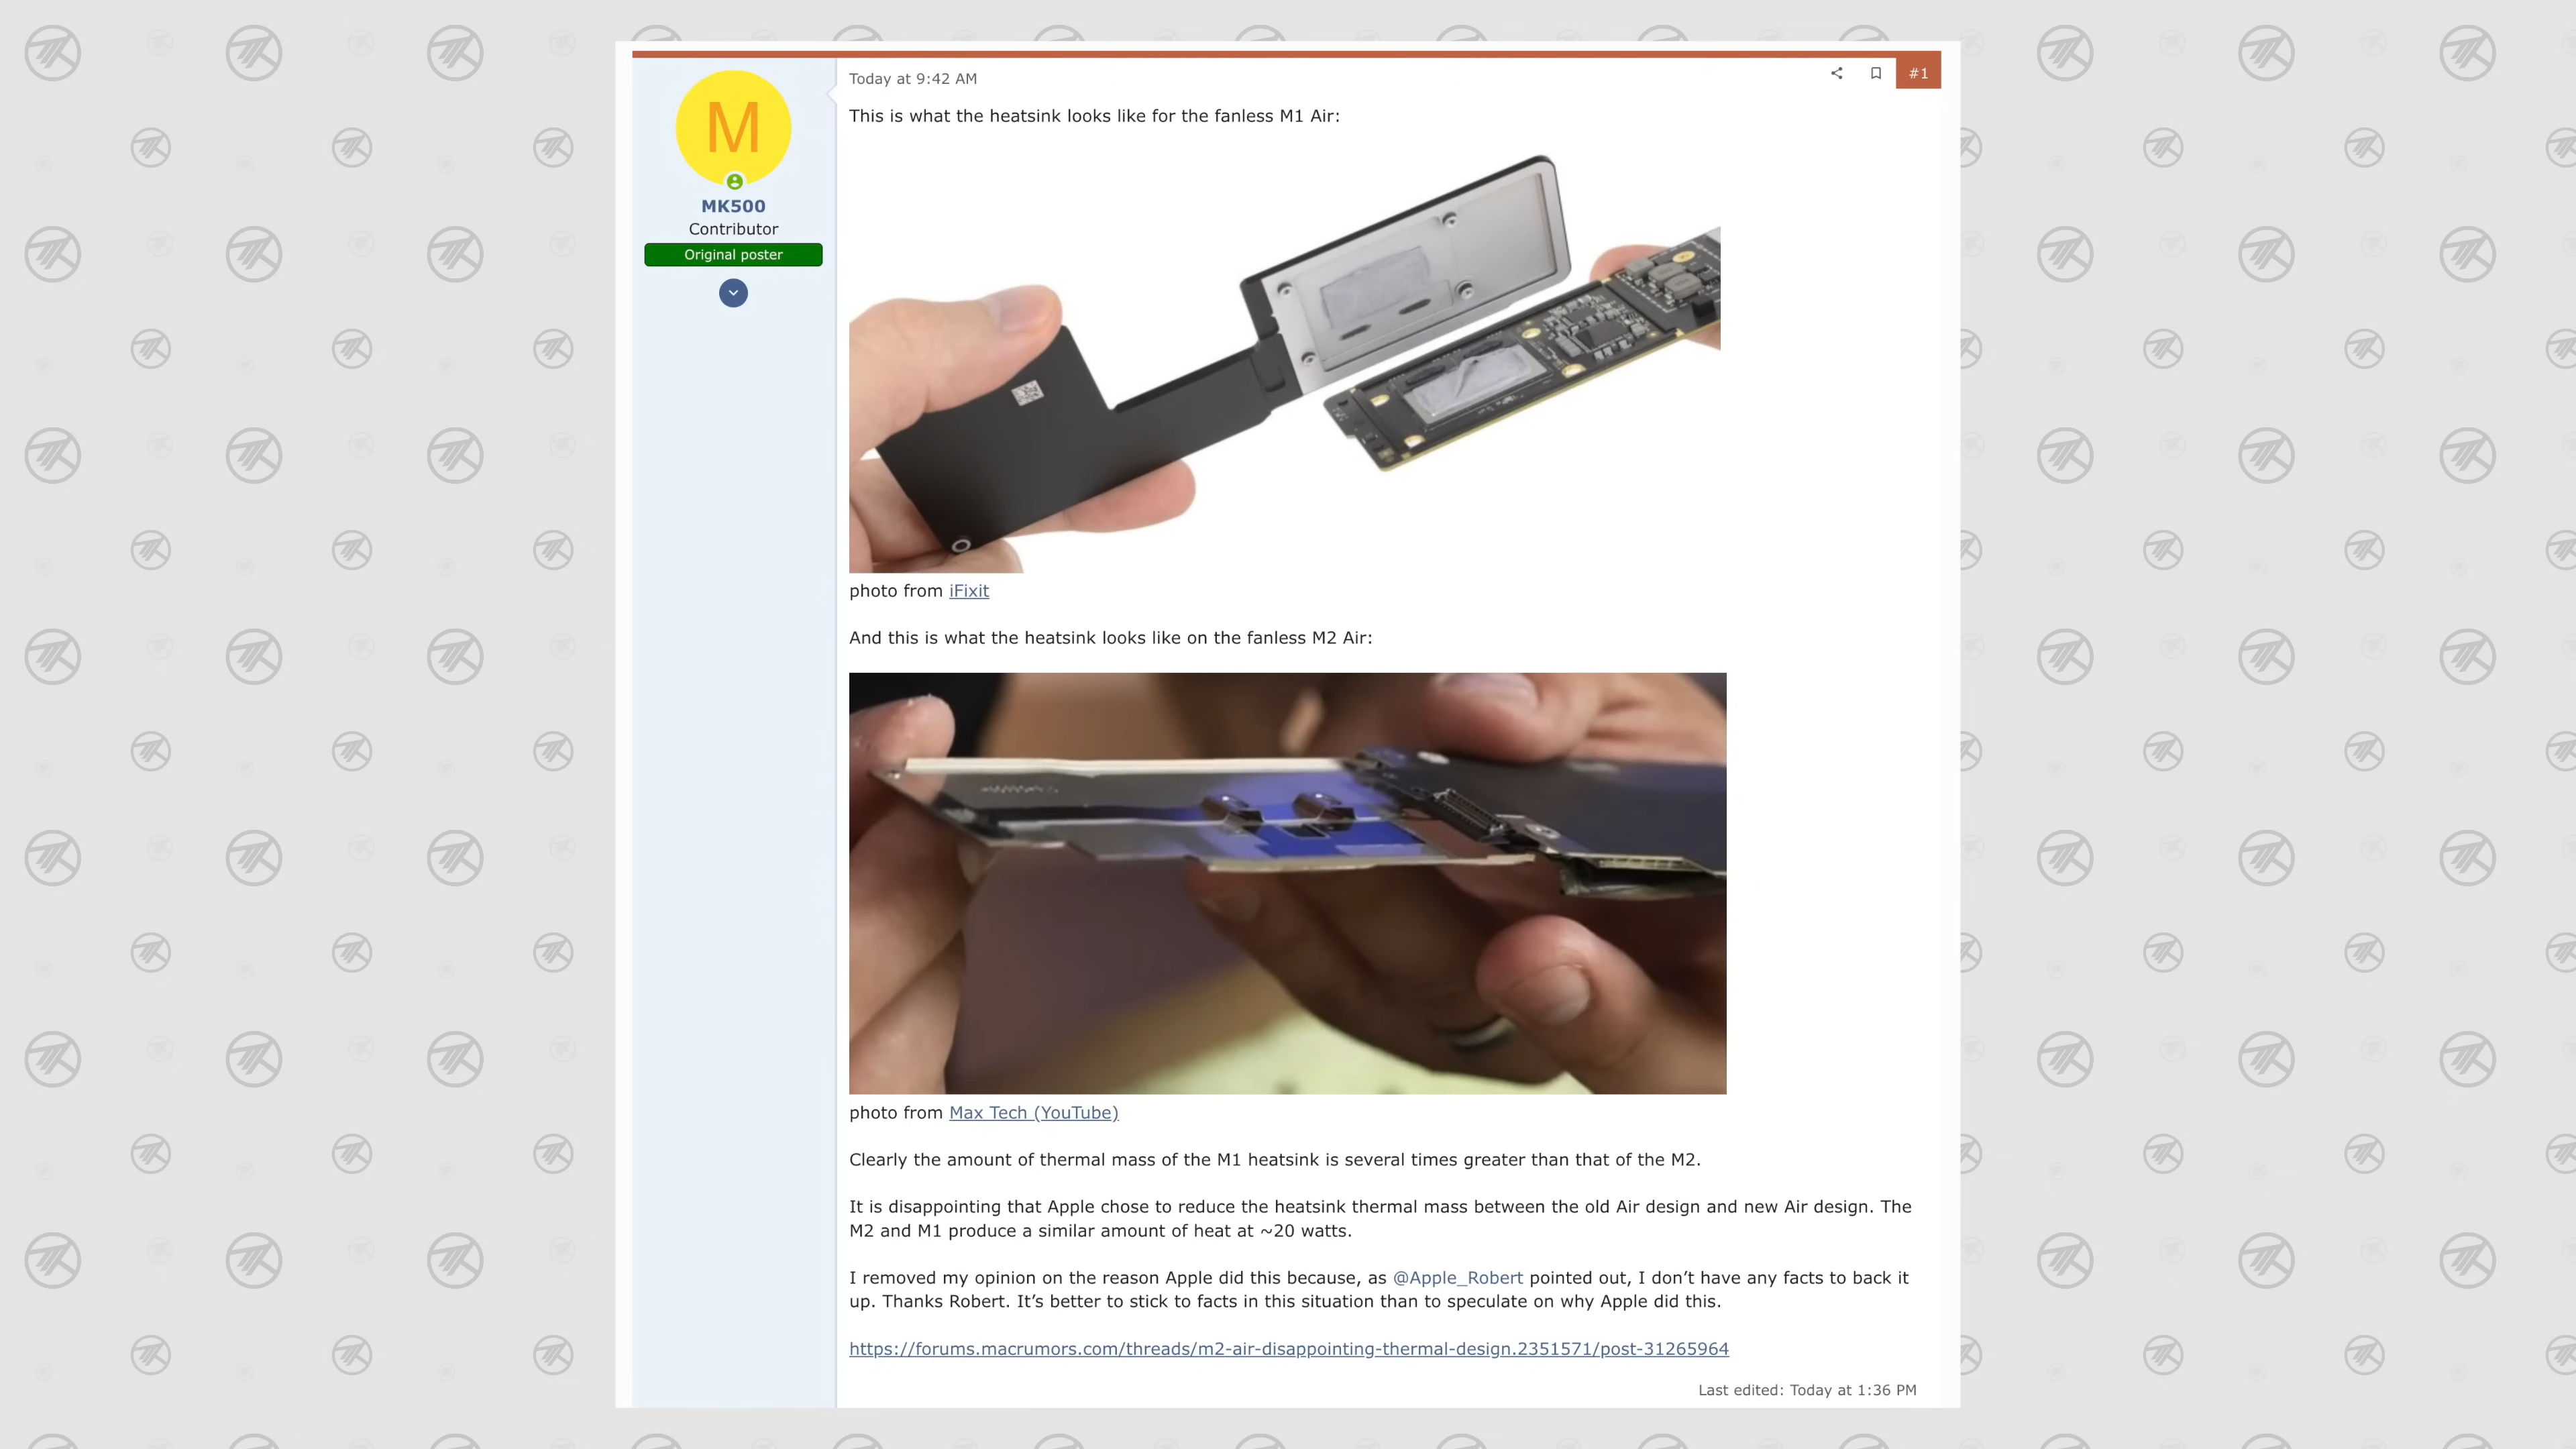 Today at 9:42 AM
#1
M
MK500
Contributor
Original poster
This is what the heatsink looks like for the fanless M1 Air:
photo from iFixit
And this is what the heatsink looks like on the fanless M2 Air:
photo from Max Tech (YouTube)
Clearly the amount of thermal mass of the M1 heatsink is several times greater than that of the M2.
It is disappointing that Apple chose to reduce the heatsink thermal mass between the old Air design and new Air design. The
M2 and M1 produce a similar amount of heat at ~20 watts.
I removed my opinion on the reason Apple did this because, as @Apple_Robert pointed out, I don’t have any facts to back it
up. Thanks Robert. It’s better to stick to facts in this situation than to speculate on why Apple did this.
https://forums.macrumors.com/threads/m2-air-disappointing-thermal-design.2351571/post-31265964
Last edited: Today at 1:36 PM